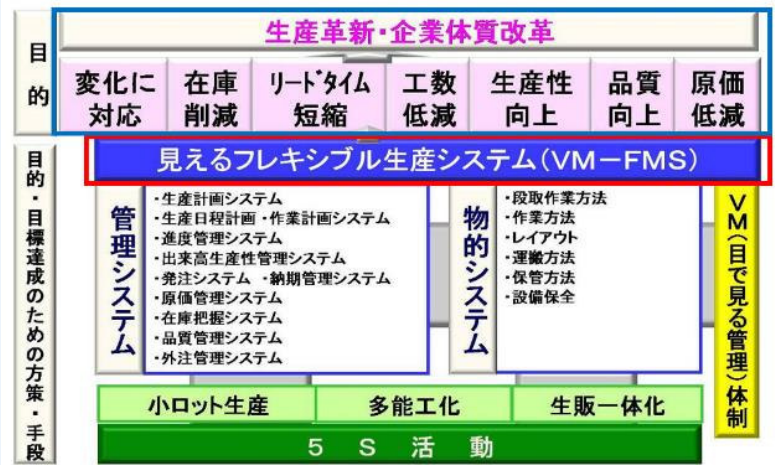 目的
生産革新・企業体質改革
変化に
対応
在庫
削減
リードタイム
短縮
工数
低減
生産性
向上
品質
向上
原価
低減
目的・目標達成のための方策・手段
見えるフレキシブル生産システム(VM－FMS)
管理システム
・生産計画システム
・生産日程計画 ・作業計画システム
・進度管理システム
・出来高生産性管理システム
・発注システム ・納期管理システム
・原価管理システム
・在庫把握システム
・品質管理システム
・外注管理システム
物的システム
・段取作業方法
・作業方法
・レイアウト
・運搬方法
・保管方法
・設備保全
VM(目で見る管理)体制
小ロット生産
多能工化
生販一体化
５Ｓ活動